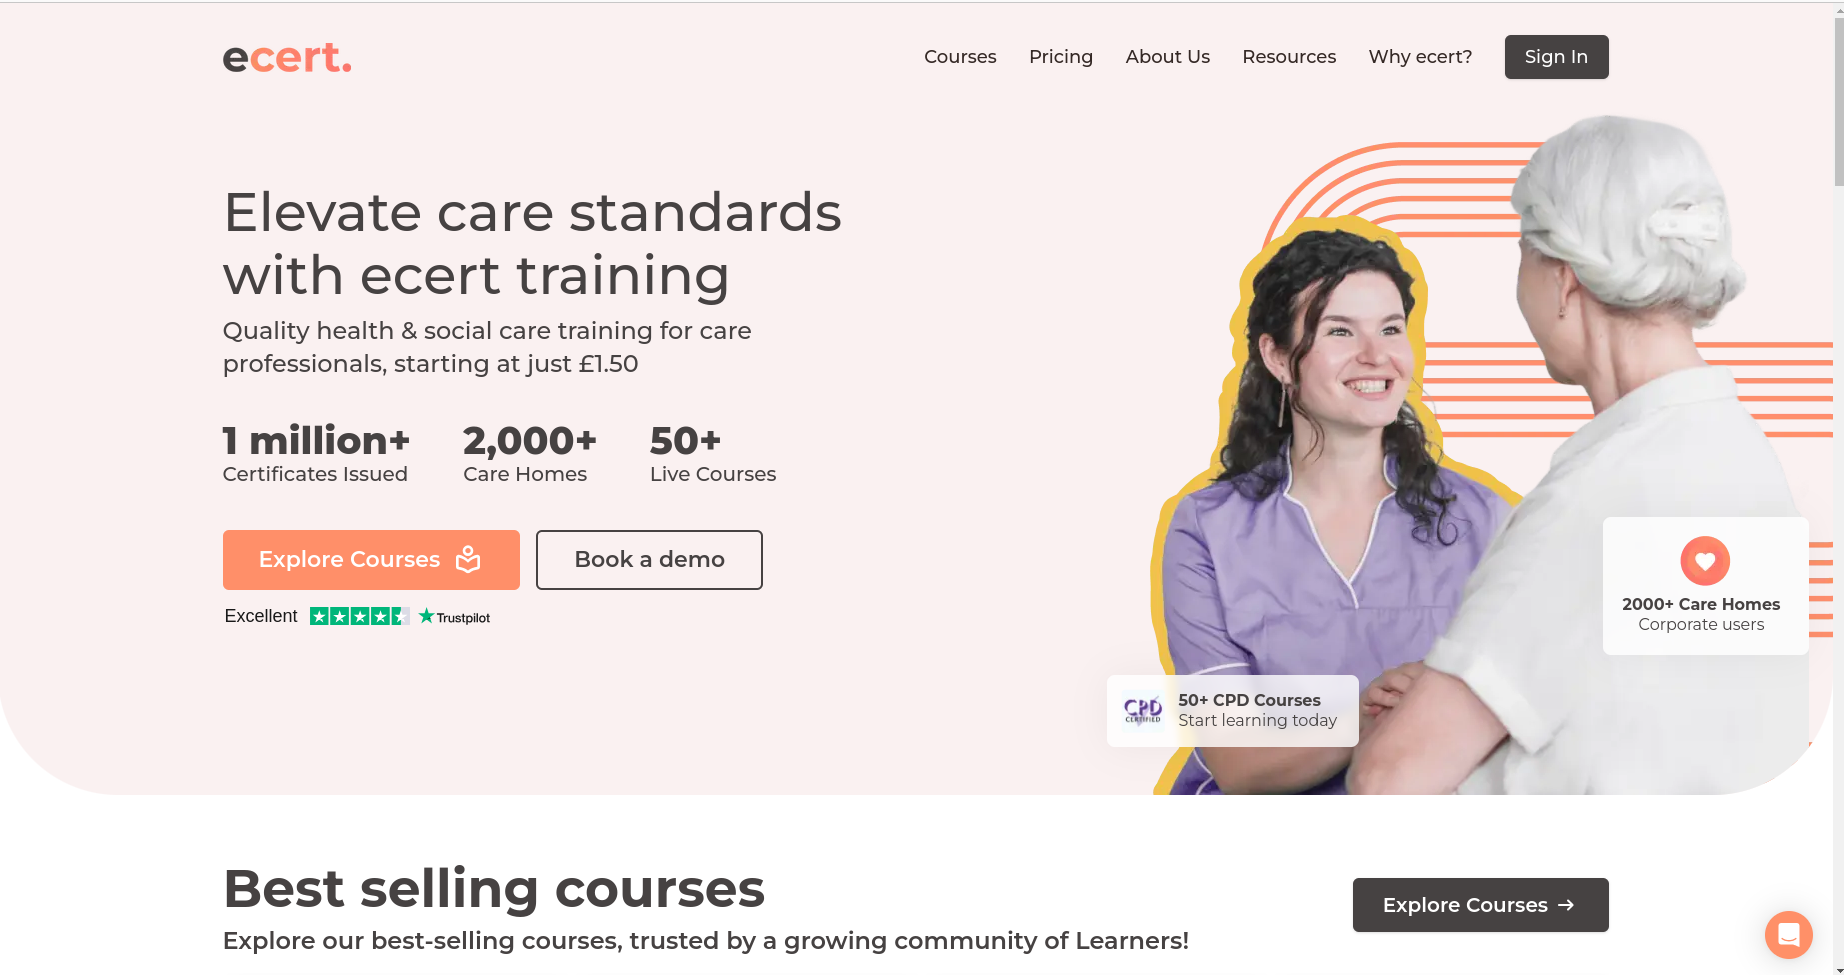 ecert.
Courses Pricing About Us Resources Why ecert? Sign In
Elevate care standards
with ecert training
Quality health & social care training for care
professionals, starting at just £1.50
1 million+ 2,000+ 50+
Certificates Issued Care Homes Live Courses
Explore Courses Book a demo
Excellent Trustpilot
2000+ Care Homes
Corporate users
CPD
CERTIFIED
50+ CPD Courses
Start learning today
Best selling courses
Explore Courses →
Explore our best-selling courses, trusted by a growing community of Learners!